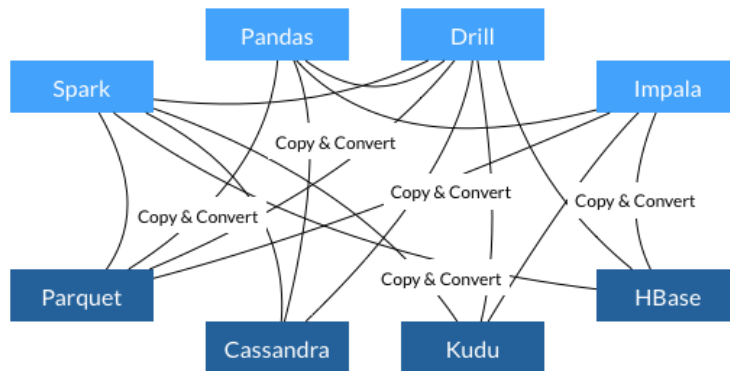 Pandas
Drill
Spark
Impala
Copy & Convert
Copy & Convert
Copy & Convert
Copy & Convert
Copy & Convert
Parquet
HBase
Cassandra
Kudu